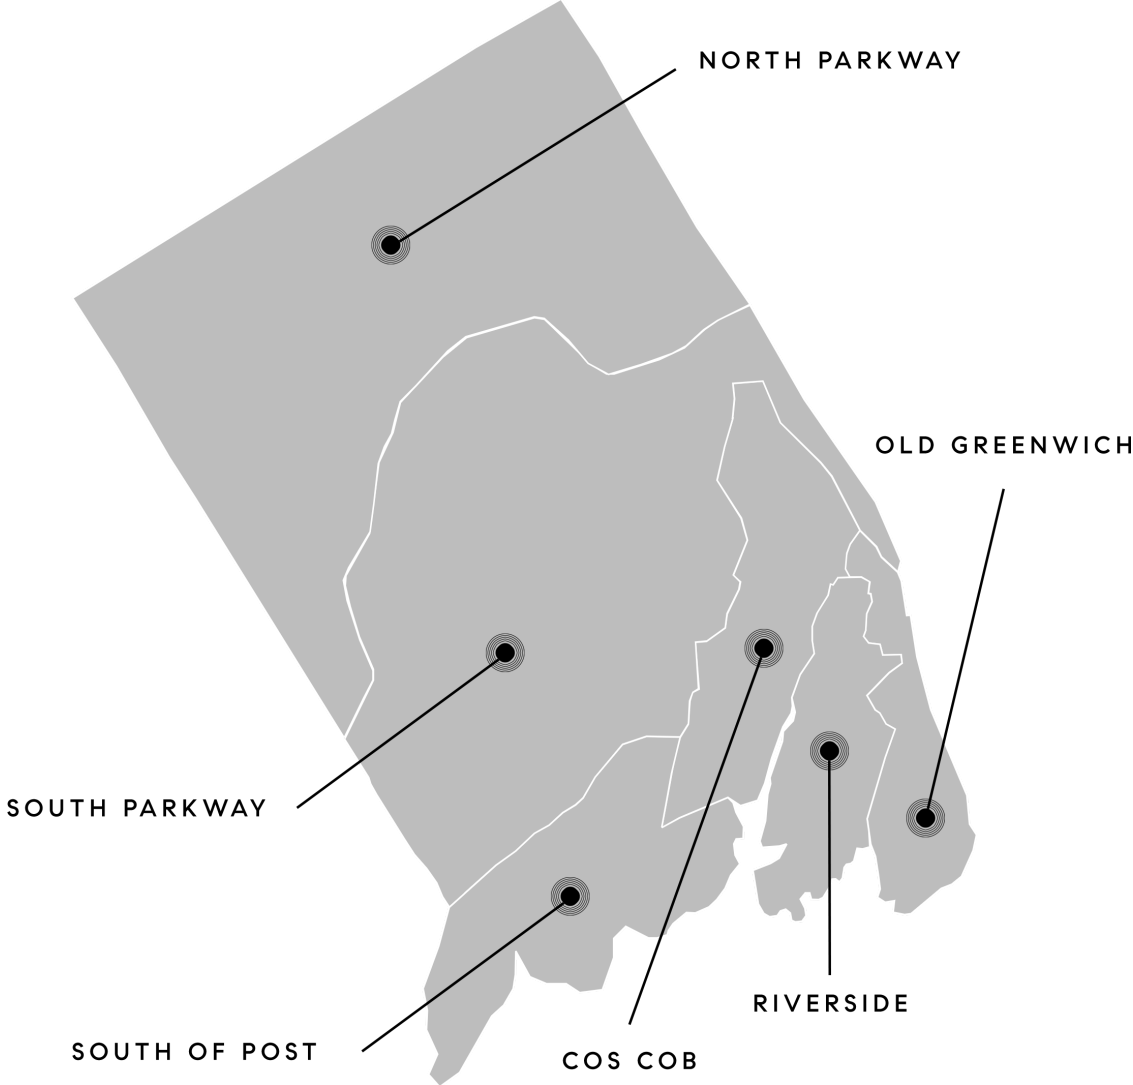 NORTH PARKWAY
OLD GREENWICH
SOUTH PARKWAY
RIVERSIDE
SOUTH OF POST
COS COB